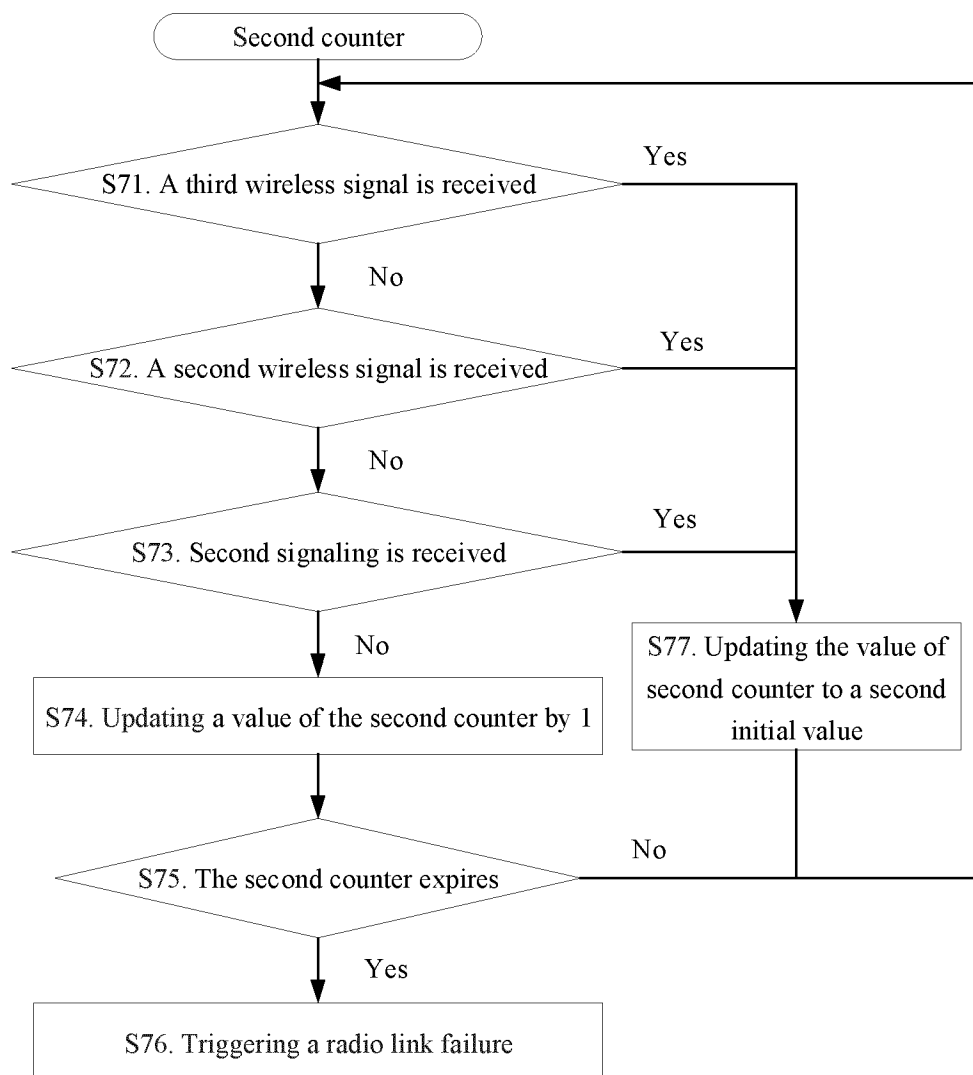 Second counter
Yes
S71. A third wireless signal is received
No
Yes
S72. A second wireless signal is received
No
Yes
S73. Second signaling is received
No
S77. Updating the value of
second counter to a second
initial value
S74. Updating a value of the second counter by 1
No
S75. The second counter expires
Yes
S76. Triggering a radio link failure